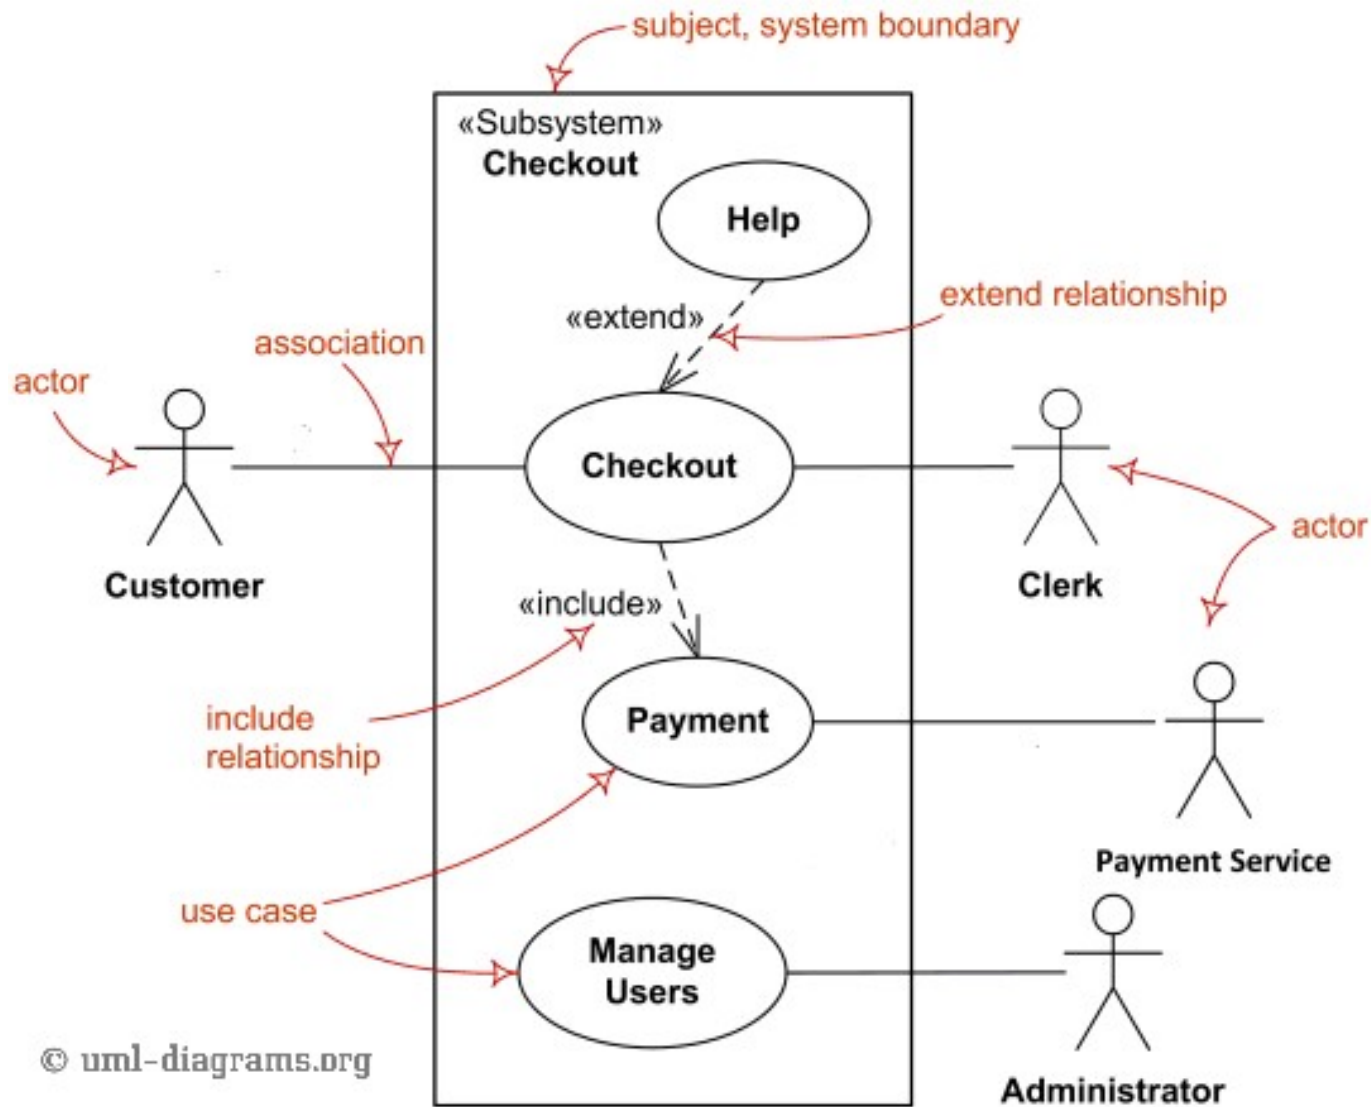 subject, system boundary
«Subsystem»
Checkout
Help
«extend»
extend relationship
association
actor
Checkout
actor
Customer
Clerk
«include»
include
relationship
Payment
Payment Service
use case
Manage
Users
Administrator
© uml-diagrams.org